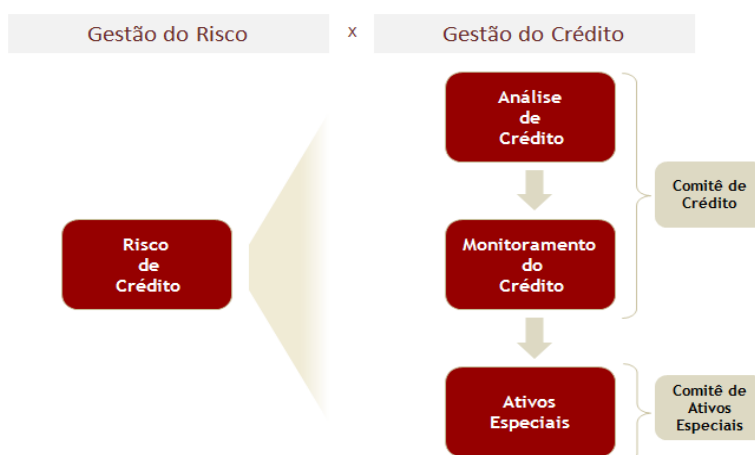 Gestão do Risco
x
Gestão do Crédito
Análise
de
Crédito
Comitê de
Crédito
Risco
de
Crédito
Monitoramento
do
Crédito
Ativos
Especiais
Comitê de
Ativos
Especiais